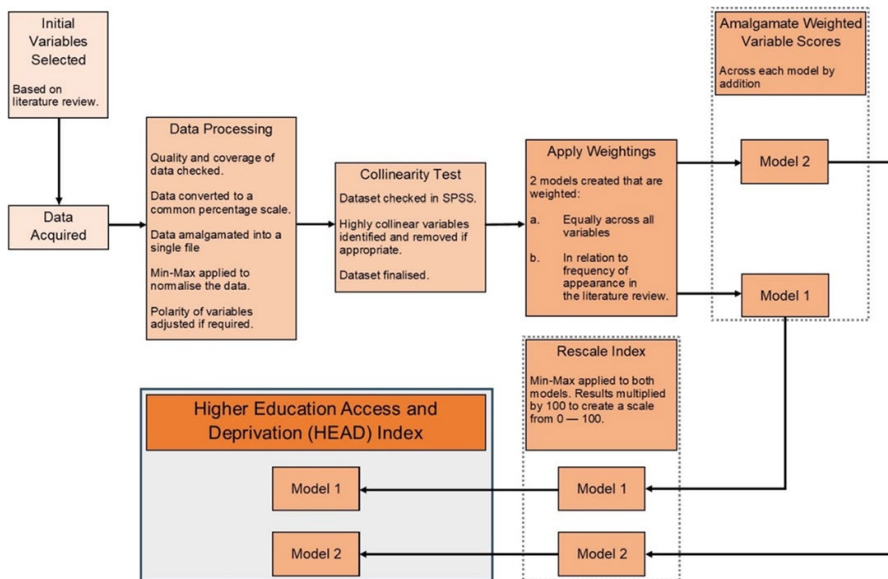 Initial
Variables
Selected
Based on
literature review.
Data
Acquired
Data Processing
Quality and coverage of
data checked.
Data converted to a
common percentage scale.
Data amalgamated into a
single file
Min-Max applied to
normalise the data.
Polarity of variables
adjusted if required.
Collinearity Test
Dataset checked in SPSS.
Highly collinear variables
identified and removed if
appropriate.
Dataset finalised.
Apply Weightings
2 models created that are
weighted:
a. Equally across all
variables
b. In relation to
frequency of
appearance in
the literature review.
Amalgamate Weighted
Variable Scores
Across each model by
addition
Model 2
Model 1
Rescale Index
Min-Max applied to both
models. Results multiplied
by 100 to create a scale
from 0 — 100.
Model 1
Model 2
Higher Education Access and
Deprivation (HEAD) Index
Model 1
Model 2